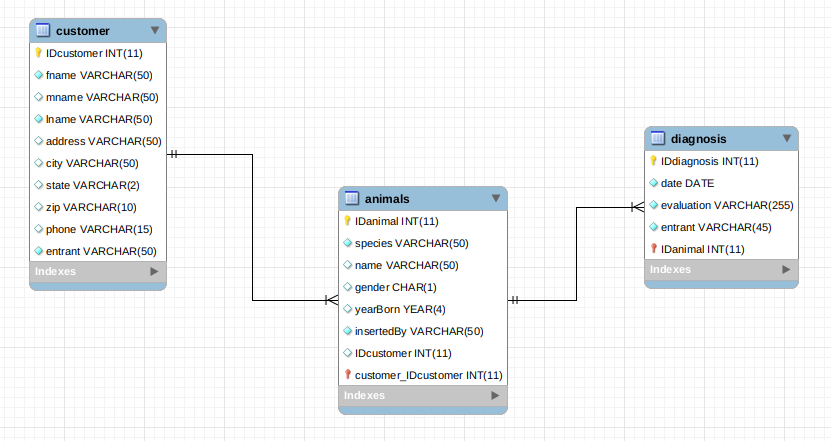 customer
IDcustomer INT(11)
fname VARCHAR(50)
mname VARCHAR(50)
lname VARCHAR(50)
address VARCHAR(50)
city VARCHAR(50)
state VARCHAR(2)
zip VARCHAR(10)
phone VARCHAR(15)
entrant VARCHAR(50)
Indexes
animals
IDanimal INT(11)
species VARCHAR(50)
name VARCHAR(50)
gender CHAR(1)
yearBorn YEAR(4)
insertedBy VARCHAR(50)
IDcustomer INT(11)
customer_IDcustomer INT(11)
Indexes
diagnosis
IDdiagnosis INT(11)
date DATE
evaluation VARCHAR(255)
entrant VARCHAR(45)
IDanimal INT(11)
Indexes